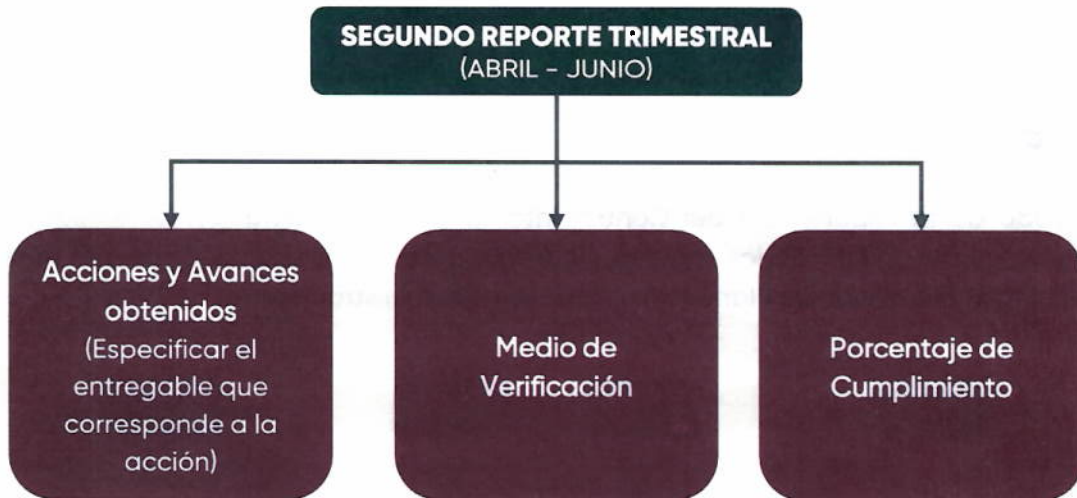 SEGUNDO REPORTE TRIMESTRAL
(ABRIL - JUNIO)
Acciones y Avances
obtenidos
(Especificar el
entregable que
corresponde a la
acción)
Medio de
Verificación
Porcentaje de
Cumplimiento